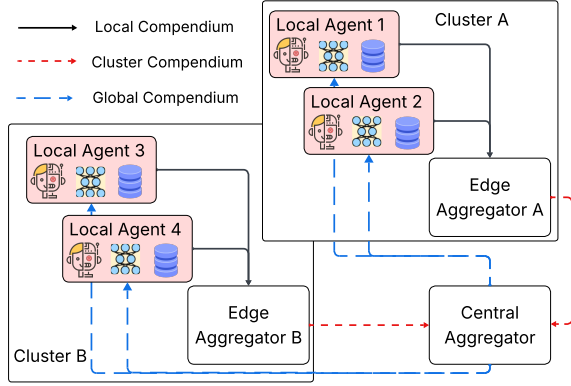 Local Compendium
Cluster Compendium
Global Compendium
Cluster A
Local Agent 1
Local Agent 2
Edge
Aggregator A
Local Agent 3
Local Agent 4
Edge
Aggregator B
Cluster B
Central
Aggregator